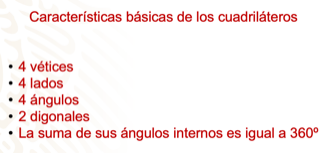 Características básicas de los cuadriláteros
• 4 vétices
• 4 lados
• 4 ángulos
• 2 digonales
• La suma de sus ángulos internos es igual a 360º